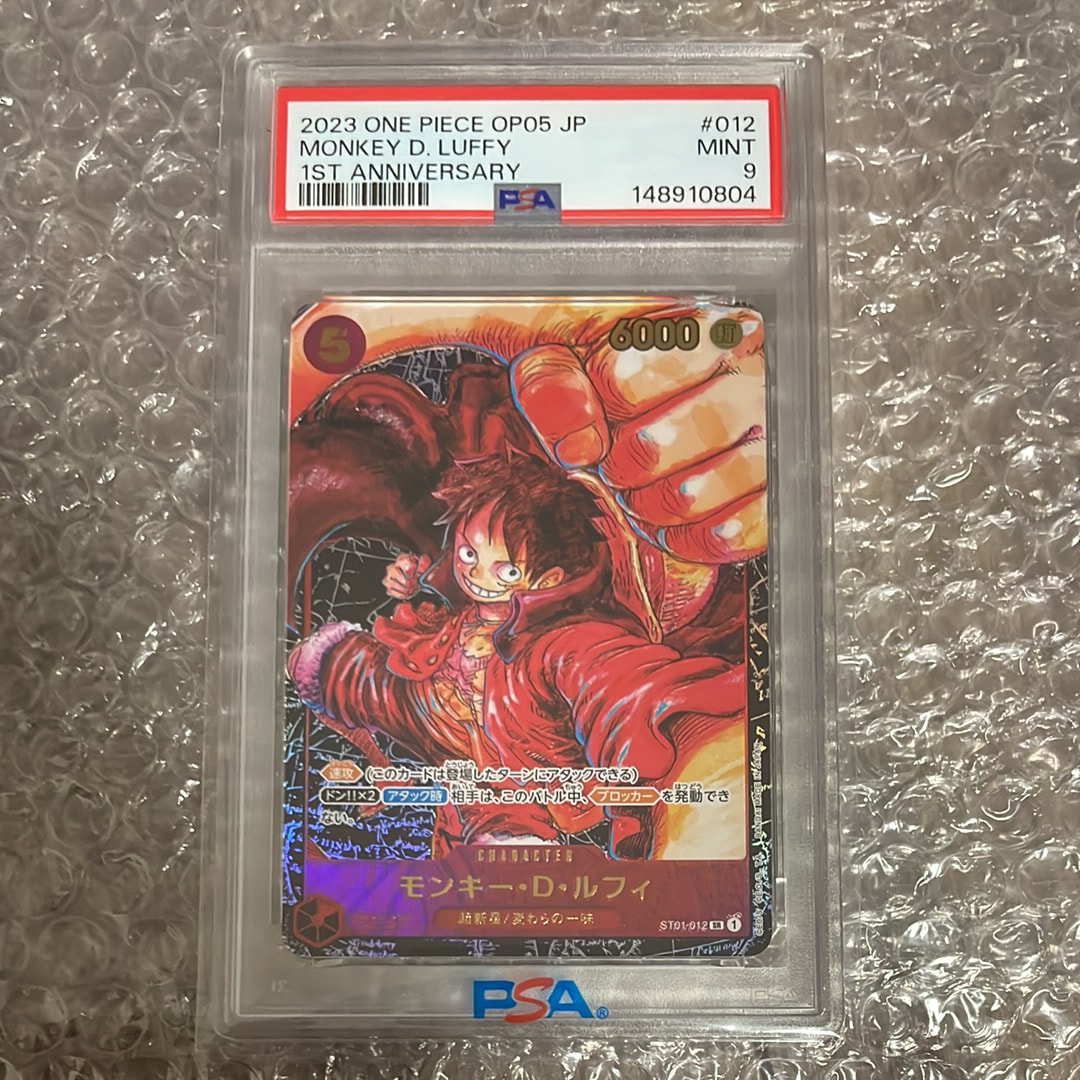 2023 ONE PIECE OP05 JP #012
MONKEY D. LUFFY MINT
1ST ANNIVERSARY 9
PSA 148910804
5 6000 打
速攻 (このカードは登場したターンにアタックできる)
ドン!!×2 アタック時 相手は、このバトル中、ブロッカーを発動でき
ない。
CHARACTER
モンキー・D・ルフィ
超新星/麦わらの一味
ST01-012 SR 1
PSA®